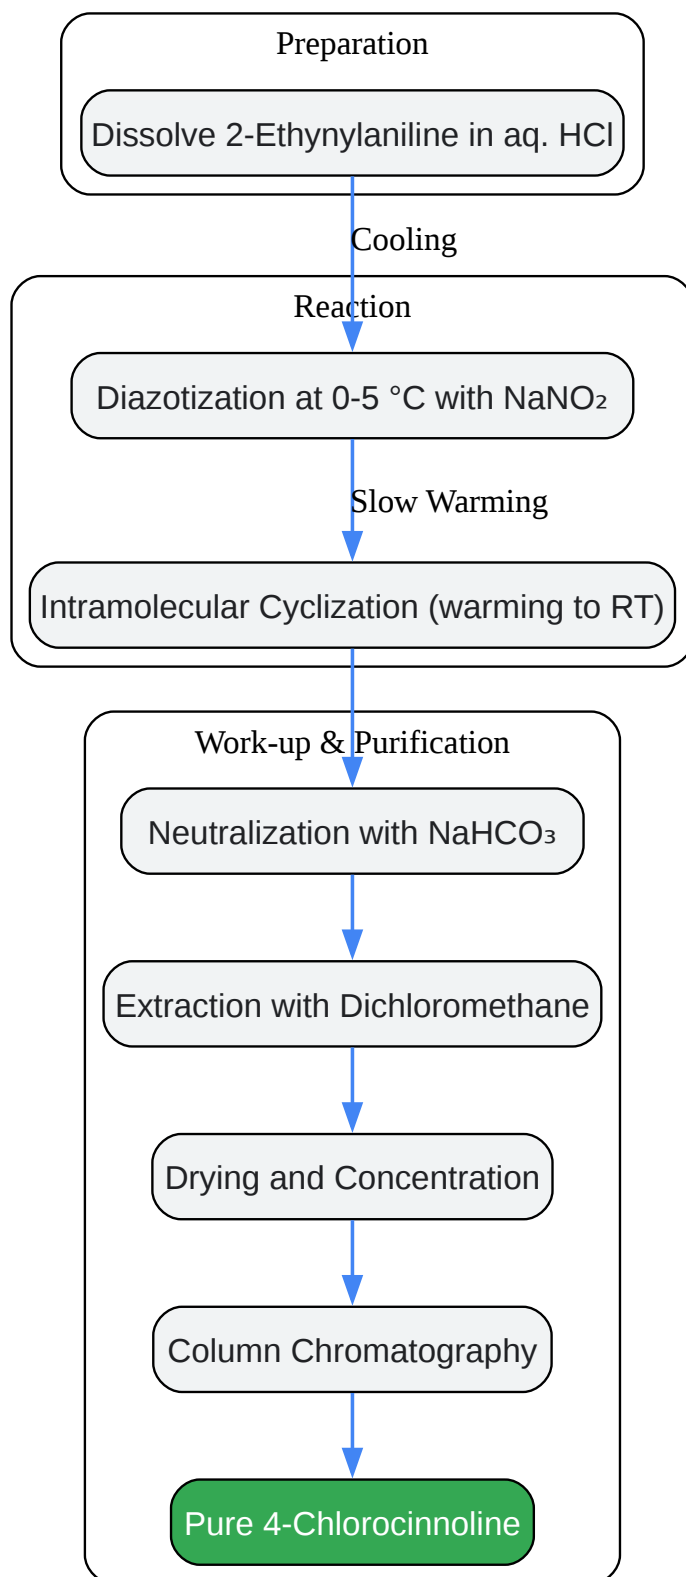 Preparation
Dissolve 2-Ethynylaniline in aq. HCl
Cooling
Reaction
Diazotization at 0-5 °C with NaNO₂
Slow Warming
Intramolecular Cyclization (warming to RT)
Work-up & Purification
Neutralization with NaHCO₃
Extraction with Dichloromethane
Drying and Concentration
Column Chromatography
Pure 4-Chlorocinnoline